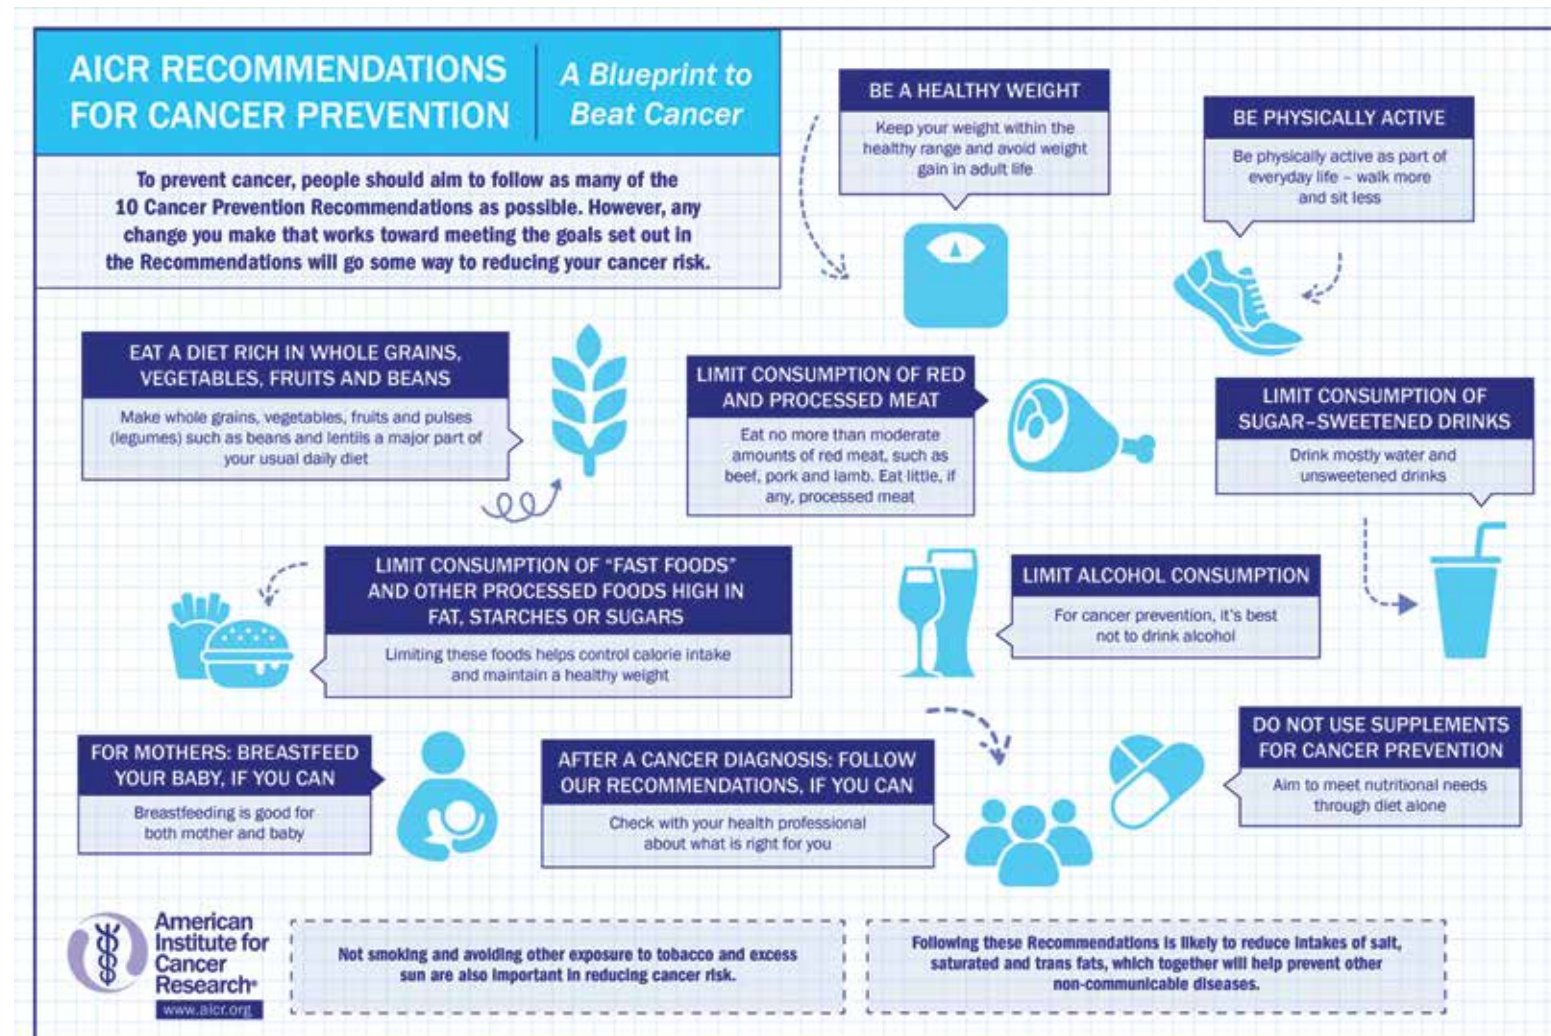 AICR RECOMMENDATIONS
FOR CANCER PREVENTION
A Blueprint to
Beat Cancer
To prevent cancer, people should aim to follow as many of the
10 Cancer Prevention Recommendations as possible. However, any
change you make that works toward meeting the goals set out in
the Recommendations will go some way to reducing your cancer risk.
BE A HEALTHY WEIGHT
Keep your weight within the
healthy range and avoid weight
gain in adult life
BE PHYSICALLY ACTIVE
Be physically active as part of
everyday life – walk more
and sit less
EAT A DIET RICH IN WHOLE GRAINS,
VEGETABLES, FRUITS AND BEANS
Make whole grains, vegetables, fruits and pulses
(legumes) such as beans and lentils a major part of
your usual daily diet
LIMIT CONSUMPTION OF RED
AND PROCESSED MEAT
Eat no more than moderate
amounts of red meat, such as
beef, pork and lamb. Eat little, if
any, processed meat
LIMIT CONSUMPTION OF
SUGAR–SWEETENED DRINKS
Drink mostly water and
unsweetened drinks
LIMIT CONSUMPTION OF "FAST FOODS"
AND OTHER PROCESSED FOODS HIGH IN
FAT, STARCHES OR SUGARS
Limiting these foods helps control calorie intake
and maintain a healthy weight
LIMIT ALCOHOL CONSUMPTION
For cancer prevention, it's best
not to drink alcohol
FOR MOTHERS: BREASTFEED
YOUR BABY, IF YOU CAN
Breastfeeding is good for
both mother and baby
AFTER A CANCER DIAGNOSIS: FOLLOW
OUR RECOMMENDATIONS, IF YOU CAN
Check with your health professional
about what is right for you
DO NOT USE SUPPLEMENTS
FOR CANCER PREVENTION
Aim to meet nutritional needs
through diet alone
American
Institute for
Cancer
Research®
www.aicr.org
Not smoking and avoiding other exposure to tobacco and excess
sun are also important in reducing cancer risk.
Following these Recommendations is likely to reduce intakes of salt,
saturated and trans fats, which together will help prevent other
non-communicable diseases.